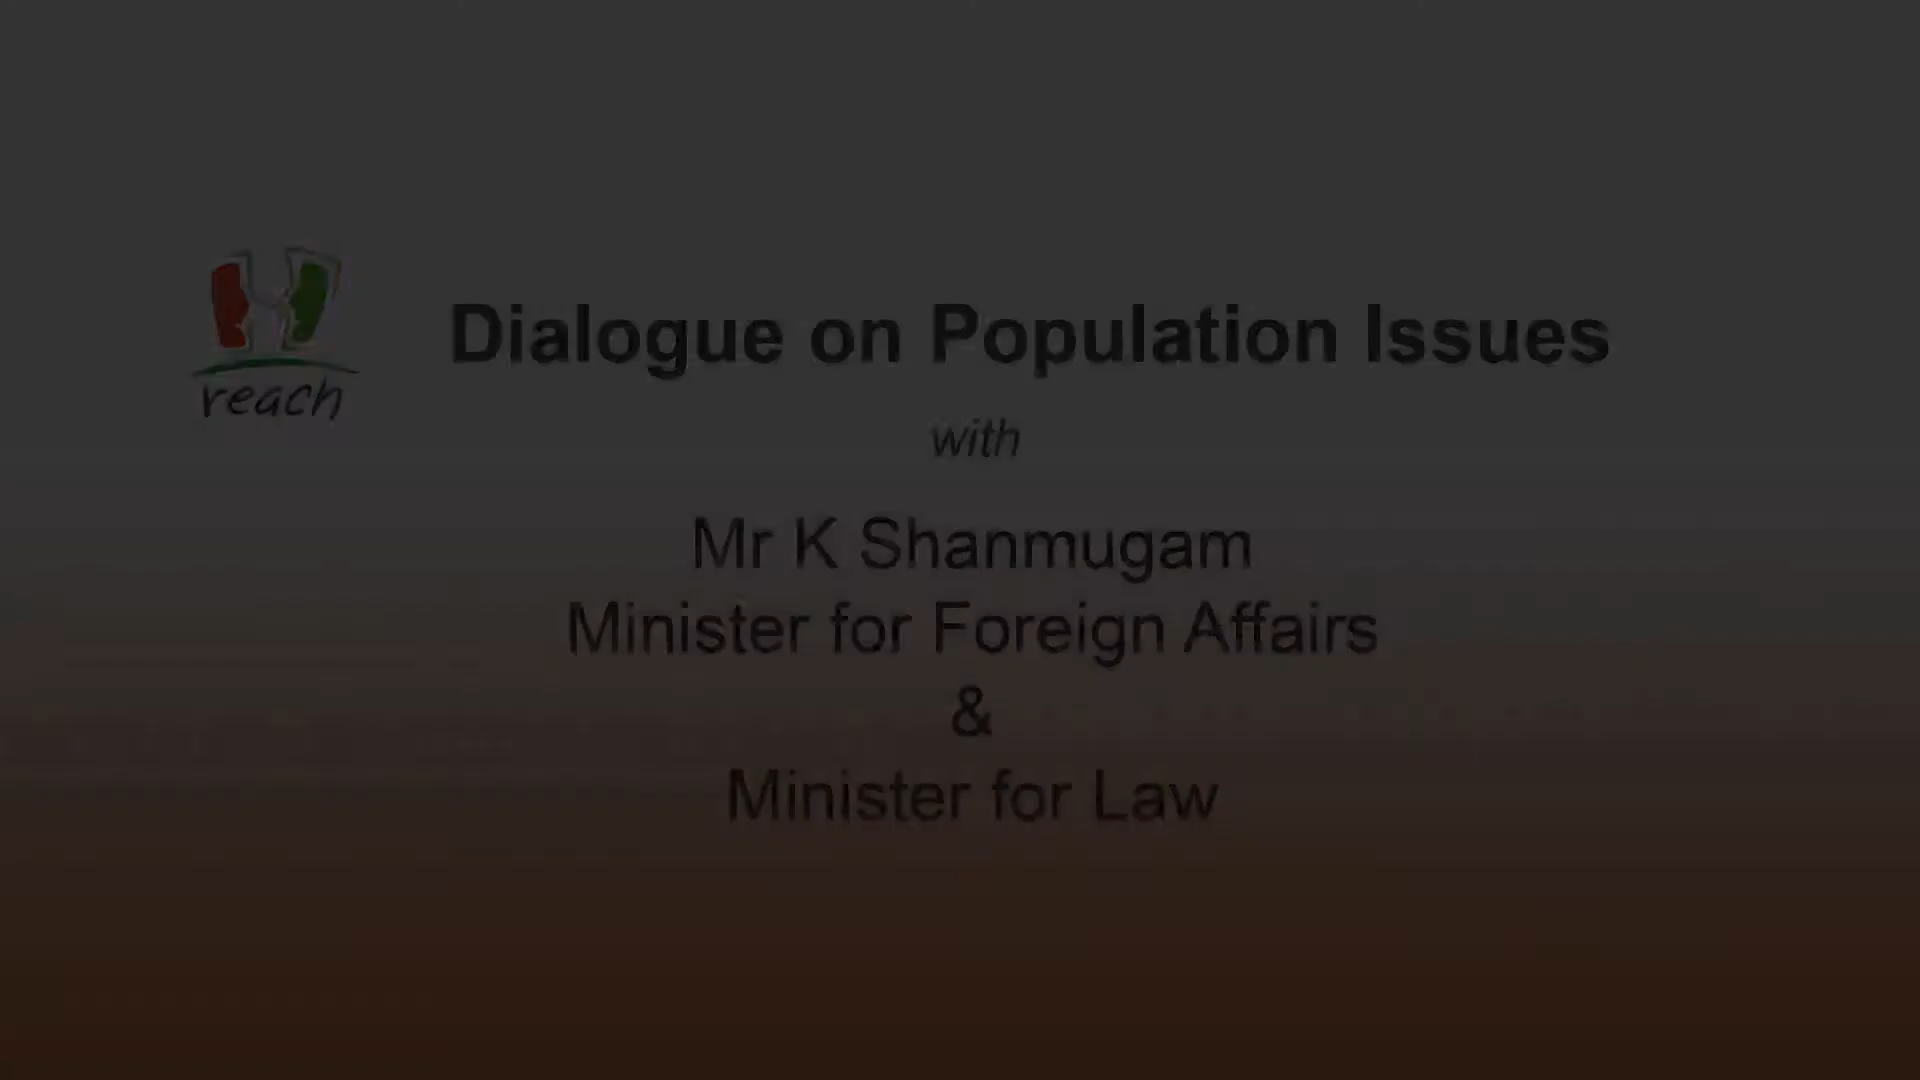 reach
Dialogue on Population Issues
with
Mr K Shanmugam
Minister for Foreign Affairs
&
Minister for Law